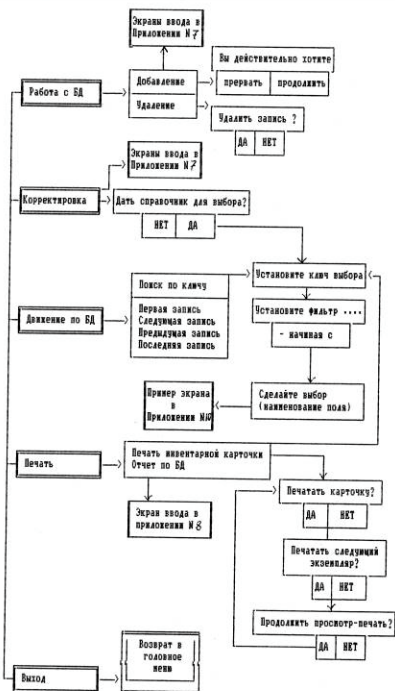 Экраны ввода в
Приложении №7
Вы действительно хотите
прервать
продолжить
Работа с БД
Добавление
Удаление
Удалить запись ?
ДА
НЕТ
Экраны ввода в
Приложении №7
Корректировка
Дать справочник для выбора?
НЕТ
ДА
Поиск по ключу
Установите ключ выбора
Движение по БД
Первая запись
Следующая запись
Предыдущая запись
Последняя запись
Установите фильтр ....
- начиная с
Пример экрана
в
Приложении №10
Сделайте выбор
(наименование поля)
Печать
Печать инвентарной карточки
Отчет по БД
Печатать карточку?
ДА
НЕТ
Экран ввода в
приложении №8
Печатать следующий
экземпляр?
ДА
НЕТ
Продолжить просмотр-печать?
ДА
НЕТ
Возврат в
головное
меню
Выход